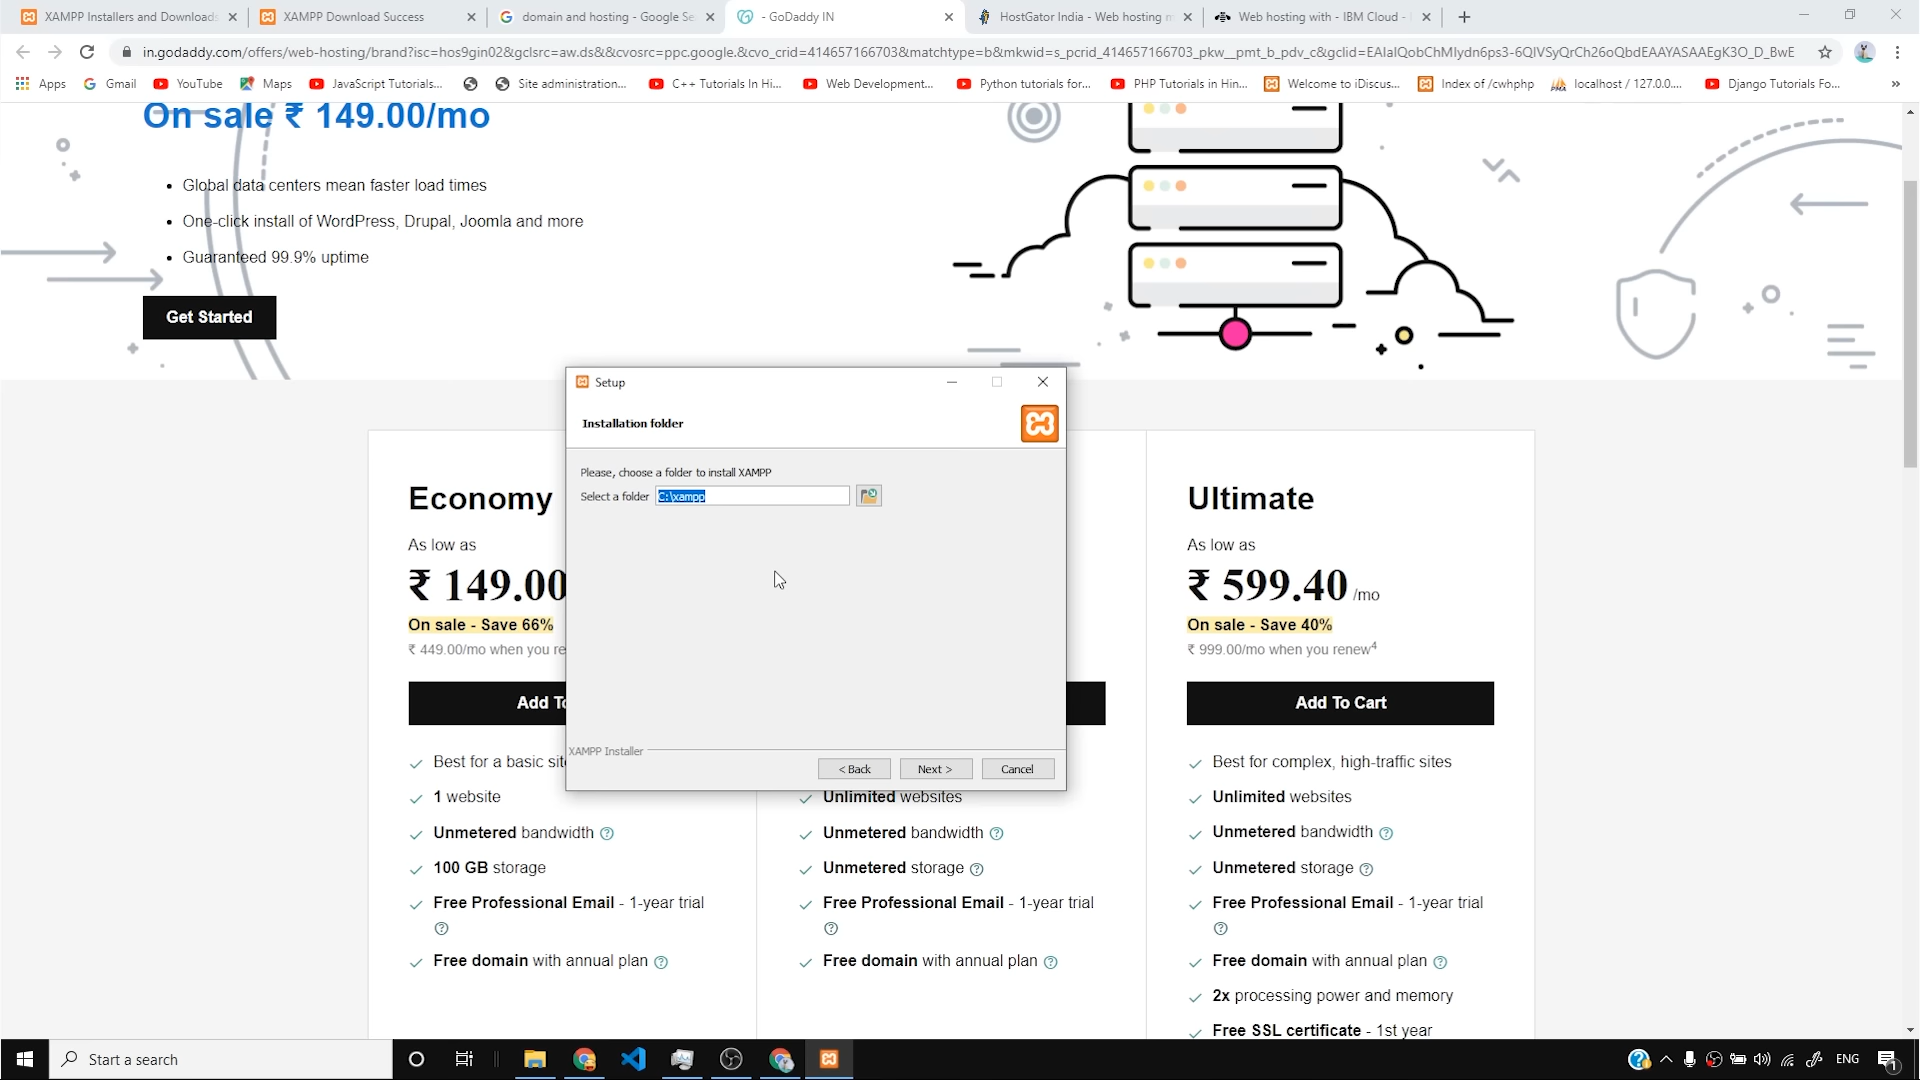 XAMPP Installers and Downloads
XAMPP Download Success
domain and hosting - Google Se
- GoDaddy IN
HostGator India - Web hosting m
Web hosting with - IBM Cloud -
in.godaddy.com/offers/web-hosting/brand?isc=hos9gin02&gclsrc=aw.ds&&cvosrc=ppc.google.&cvo_crid=414657166703&matchtype=b&mkwid=s_pcrid_414657166703_pkw__pmt_b_pdv_c&gclid=EAIaIQobChMIydn6ps3-6QIVSyQrCh26oQbdEAAYASAAEgK3O_D_BwE
Apps
Gmail
YouTube
Maps
JavaScript Tutorials...
Site administration...
C++ Tutorials In Hi...
Web Development...
Python tutorials for...
PHP Tutorials in Hin...
Welcome to iDiscus...
Index of /cwhphp
localhost / 127.0.0....
Django Tutorials Fo...
»
On sale ₹ 149.00/mo
• Global data centers mean faster load times
• One-click install of WordPress, Drupal, Joomla and more
• Guaranteed 99.9% uptime
Get Started
Setup
Installation folder
Please, choose a folder to install XAMPP
Select a folder C:\xampp
XAMPP Installer
< Back
Next >
Cancel
Economy
As low as
₹ 149.00
On sale - Save 66%
₹ 449.00/mo when you re
Add To
Best for a basic site
1 website
Unmetered bandwidth
100 GB storage
Free Professional Email - 1-year trial
Free domain with annual plan
Unlimited websites
Unmetered bandwidth
Unmetered storage
Free Professional Email - 1-year trial
Free domain with annual plan
Ultimate
As low as
₹ 599.40 /mo
On sale - Save 40%
₹ 999.00/mo when you renew4
Add To Cart
Best for complex, high-traffic sites
Unlimited websites
Unmetered bandwidth
Unmetered storage
Free Professional Email - 1-year trial
Free domain with annual plan
2x processing power and memory
Free SSL certificate - 1st year
Start a search
ENG
1